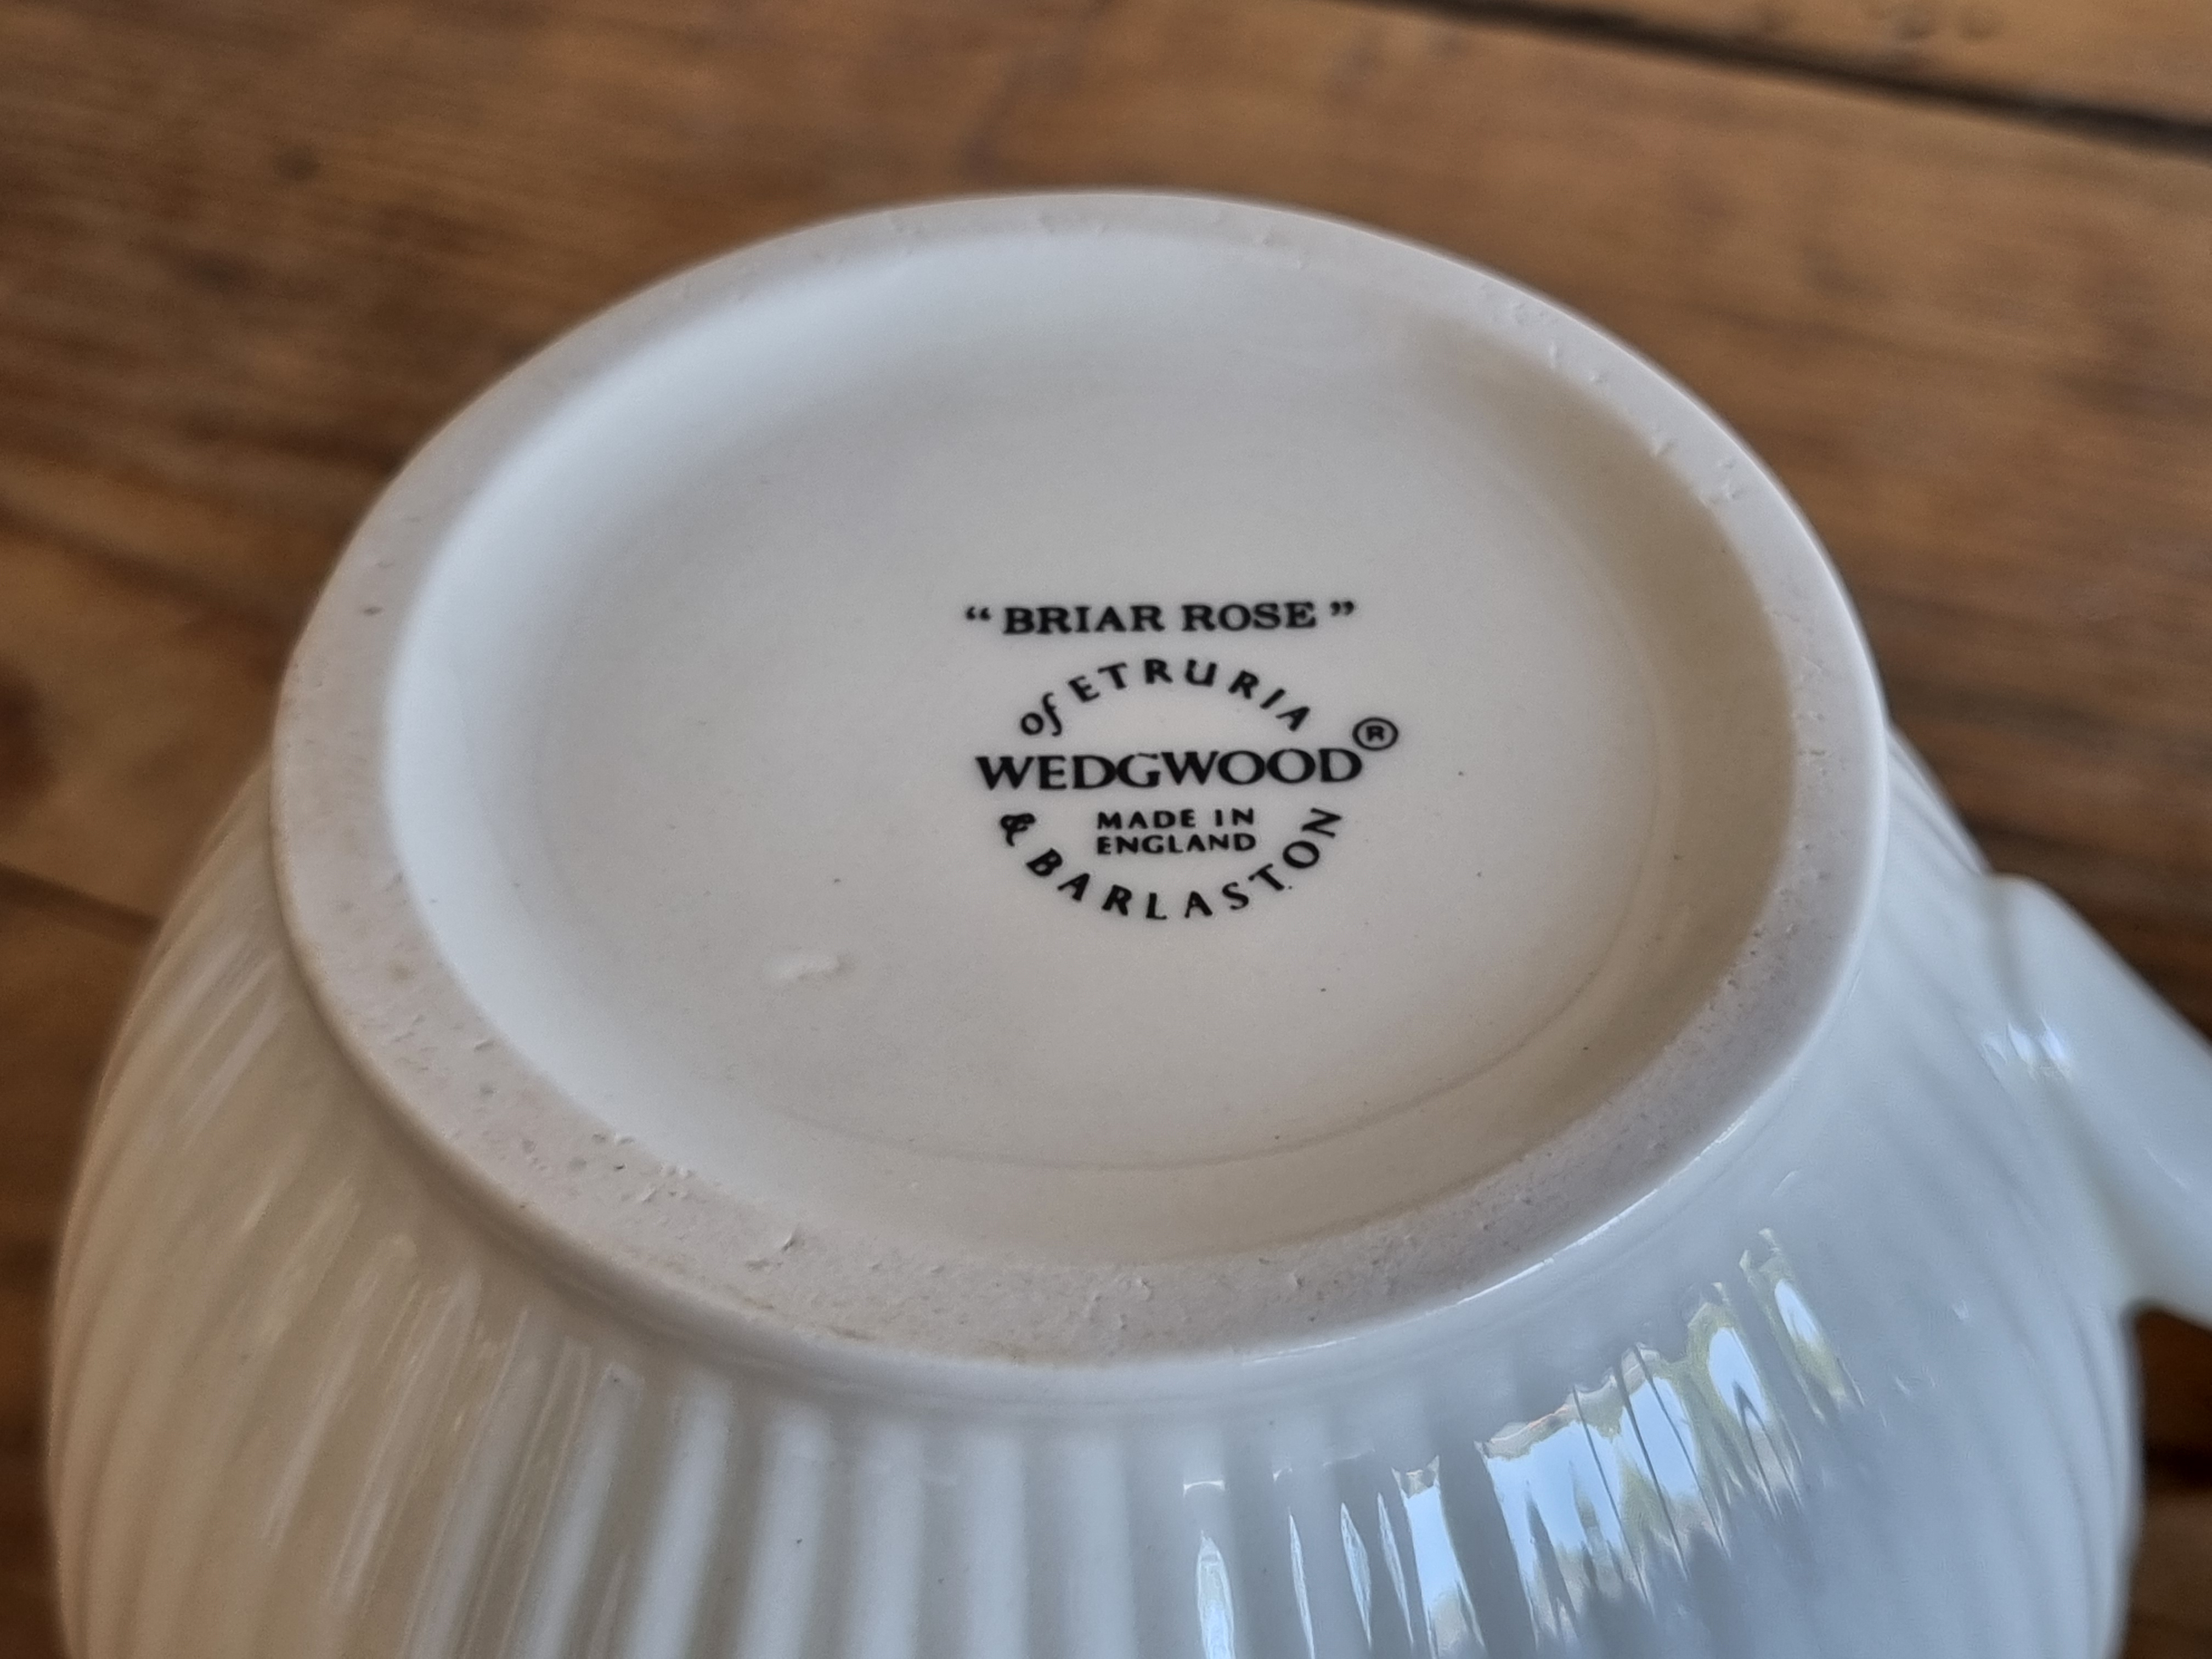 “ BRIAR ROSE ”
of ETRURIA
WEDGWOOD®
MADE IN
ENGLAND
& BARLASTON